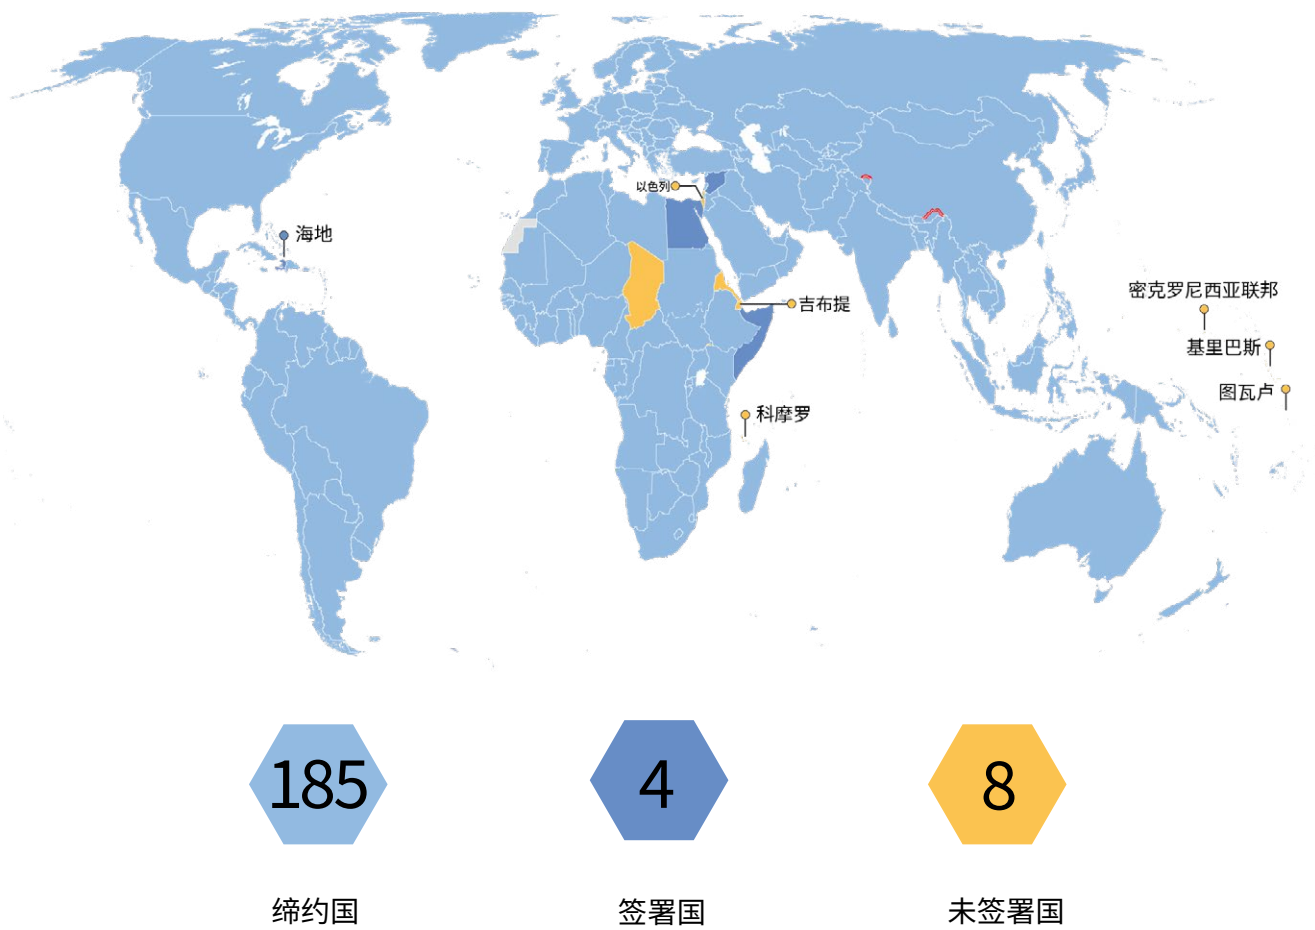 以色列
海地
密克罗尼西亚联邦
吉布提
基里巴斯
图瓦卢
科摩罗
185
4
8
缔约国
签署国
未签署国